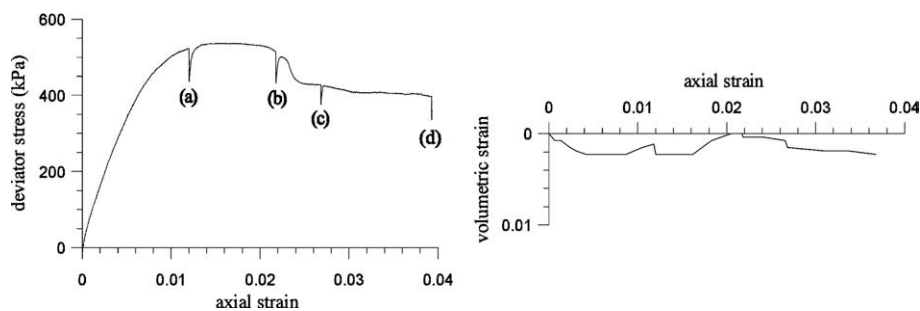 deviator stress (kPa)
600
400
200
0
(a)
(b)
(c)
(d)
0 0.01 0.02 0.03 0.04
axial strain
axial strain
0 0.01 0.02 0.03 0.04
volumetric strain
0
0.01